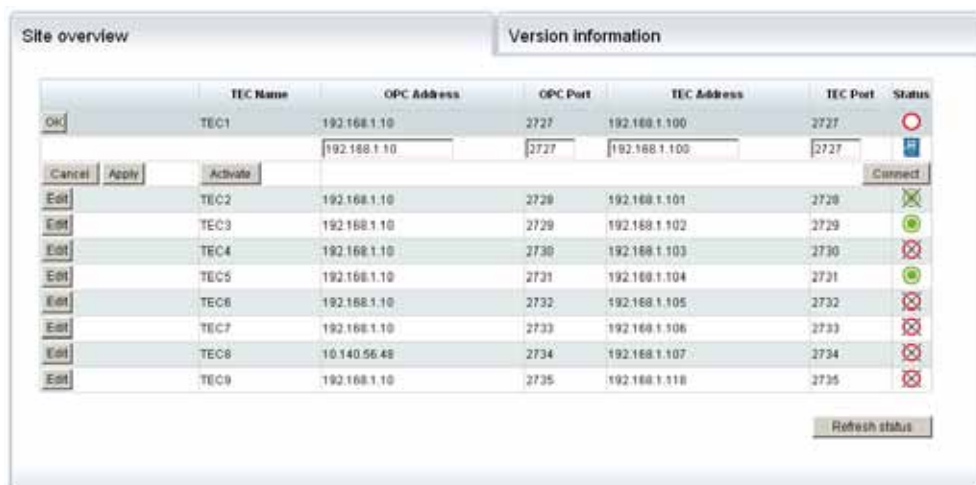 Site overview Version information
TEC Name OPC Address OPC Port TEC Address TEC Port Status
OK TEC1 192.168.1.10 2727 192.168.1.100 2727
192.168.1.10 2727 192.168.1.100 2727
Cancel Apply Activate Connect
Edit TEC2 192.168.1.10 2728 192.168.1.101 2728
Edit TEC3 192.168.1.10 2729 192.168.1.102 2729
Edit TEC4 192.168.1.10 2730 192.168.1.103 2730
Edit TEC5 192.168.1.10 2731 192.168.1.104 2731
Edit TEC6 192.168.1.10 2732 192.168.1.105 2732
Edit TEC7 192.168.1.10 2733 192.168.1.106 2733
Edit TEC8 10.140.56.48 2734 192.168.1.107 2734
Edit TEC9 192.168.1.10 2735 192.168.1.118 2735
Refresh status